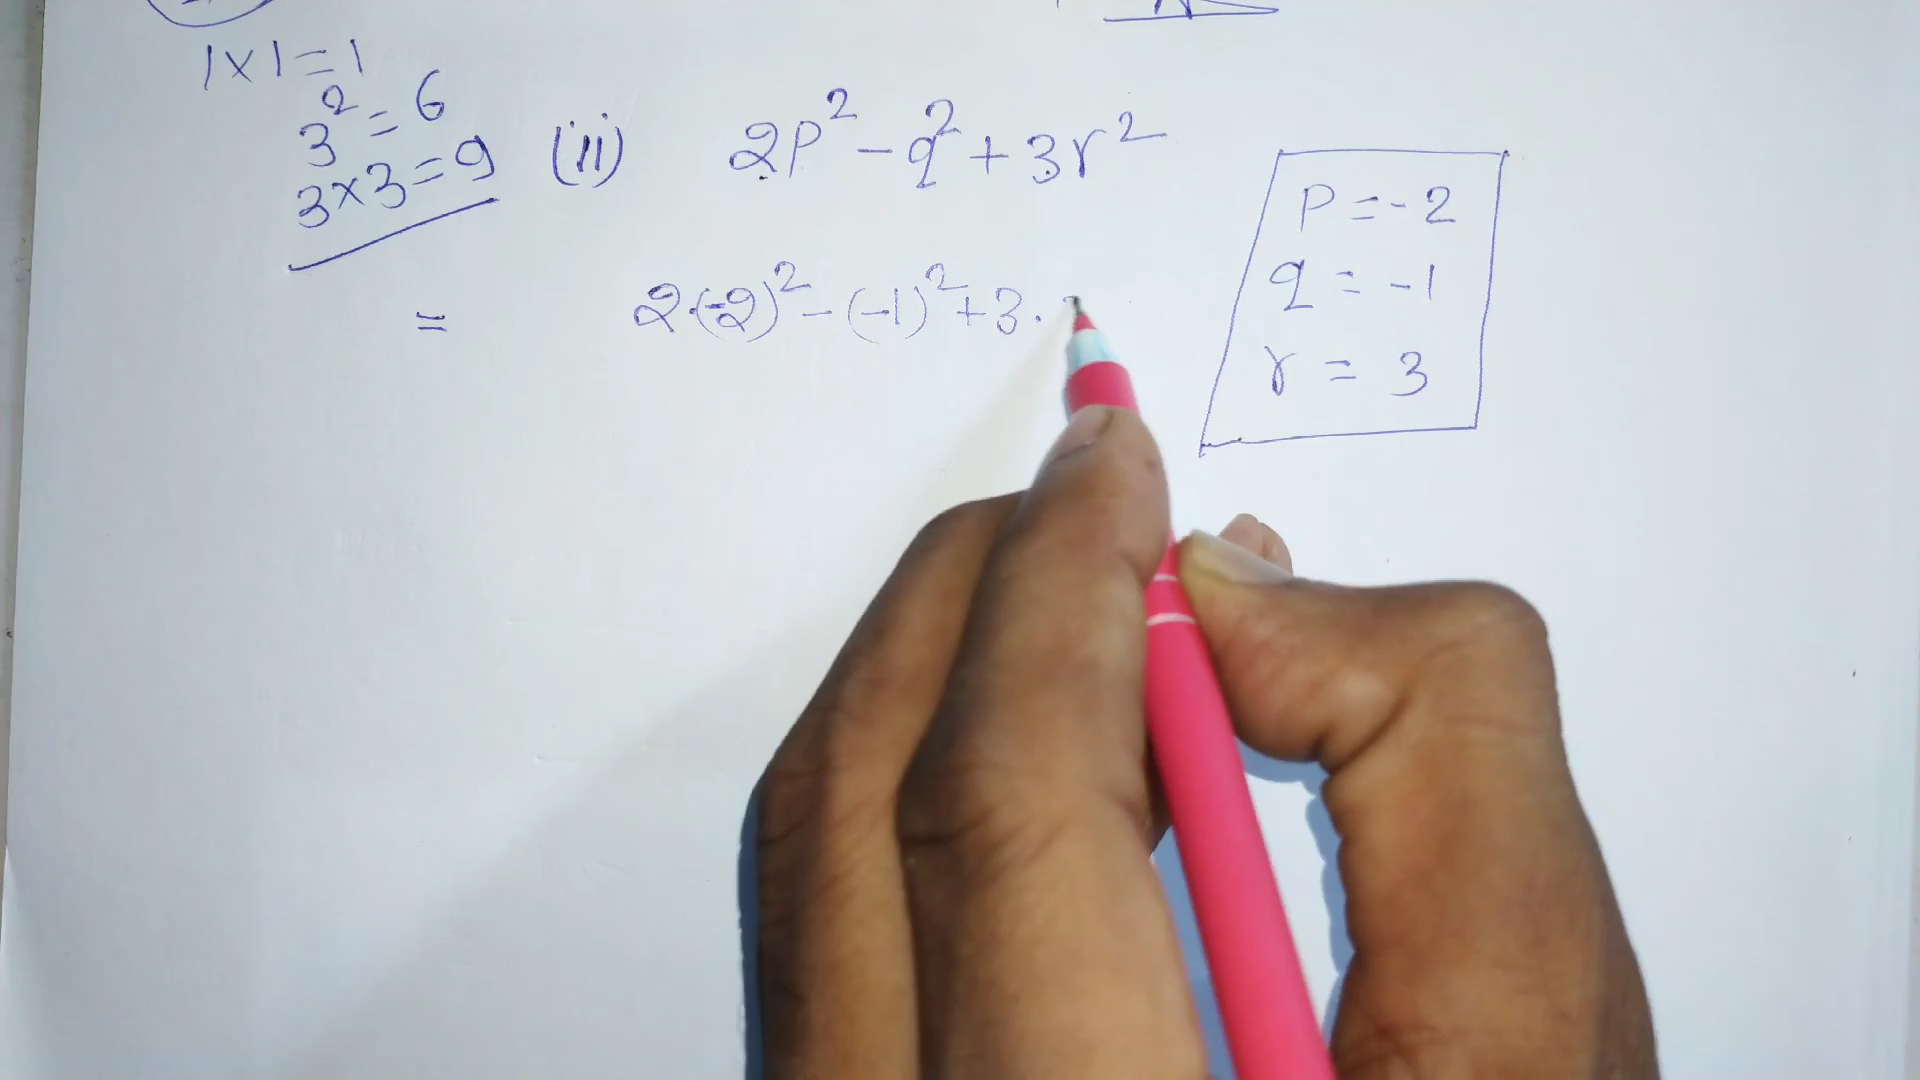 1×1=1
3²=6
3×3=9
(ii) 2p²-q²+3r²
= 2·(-2)²-(-1)²+3·
P=-2
q=-1
r=3